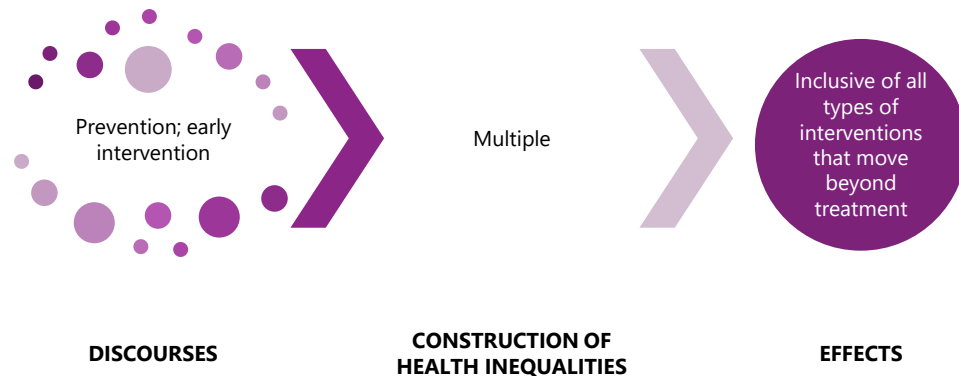 Prevention; early
intervention
Multiple
Inclusive of all
types of
interventions
that move
beyond
treatment
DISCOURSES
CONSTRUCTION OF
HEALTH INEQUALITIES
EFFECTS